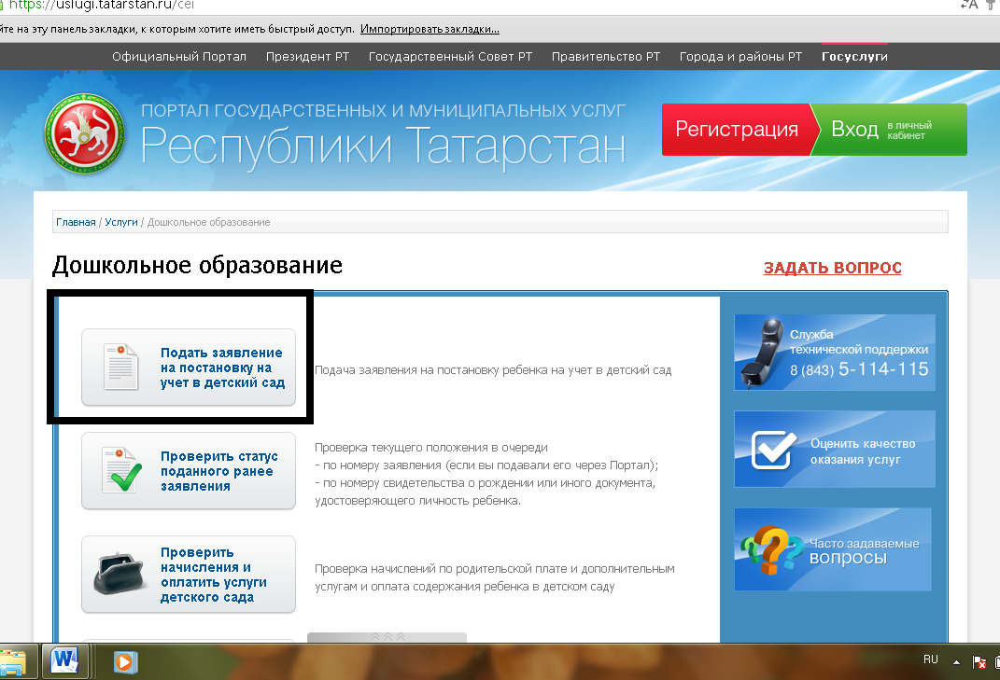 https://uslugi.tatarstan.ru/cei
йте на эту панель закладки, к которым хотите иметь быстрый доступ. Импортировать закладки...
Официальный Портал Президент РТ Государственный Совет РТ Правительство РТ Города и районы РТ Госуслуги
ПОРТАЛ ГОСУДАРСТВЕННЫХ И МУНИЦИПАЛЬНЫХ УСЛУГ
Республики Татарстан
ТАТАРСТАН
Регистрация
Вход
в личный
кабинет
Главная / Услуги / Дошкольное образование
Дошкольное образование
ЗАДАТЬ ВОПРОС
Подать заявление
на постановку на
учет в детский сад
Подача заявления на постановку ребенка на учет в детский сад
Проверить статус
поданного ранее
заявления
Проверка текущего положения в очереди
- по номеру заявления (если вы подавали его через Портал);
- по номеру свидетельства о рождении или иного документа,
удостоверяющего личность ребенка.
Проверить
начисления и
оплатить услуги
детского сада
Проверка начислений по родительской плате и дополнительным
услугам и оплата содержания ребенка в детском саду
Служба
технической поддержки
8 (843) 5-114-115
Оценить качество
оказания услуг
Часто задаваемые
вопросы
RU